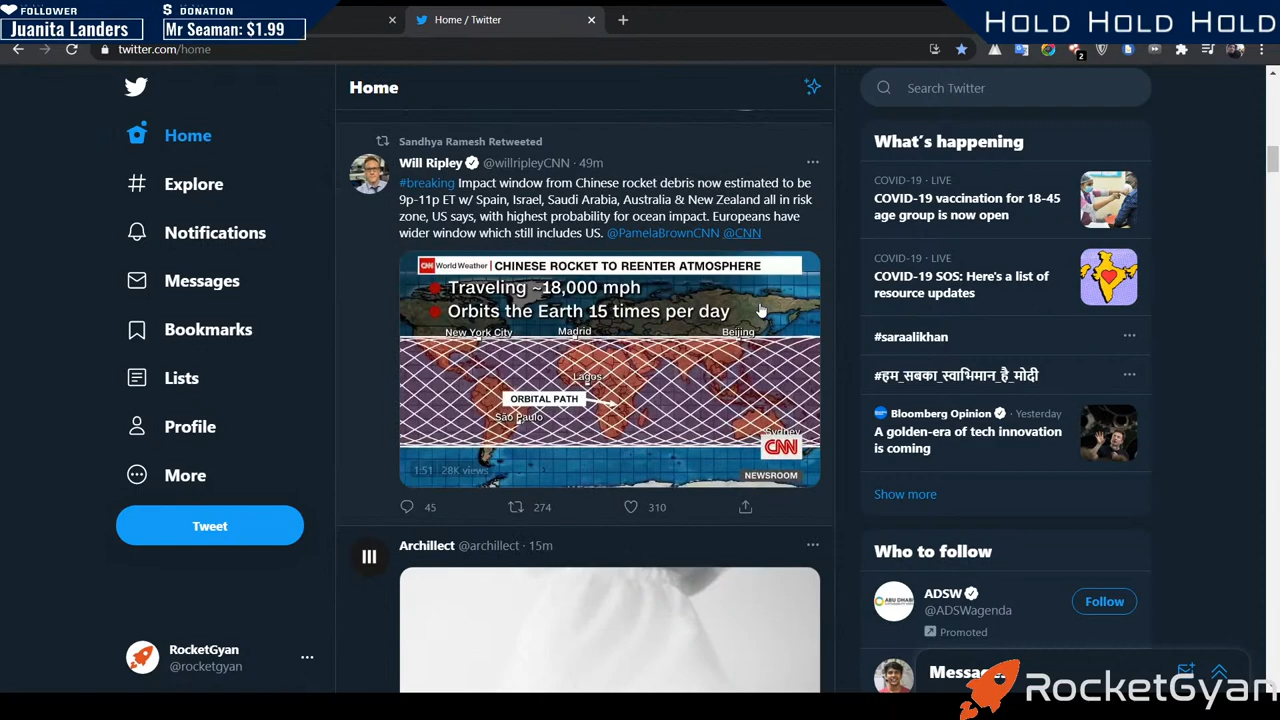 FOLLOWER
Juanita Landers
DONATION
Mr Seaman: $1.99
Home / Twitter
HOLD HOLD HOLD
twitter.com/home
2
Home
Explore
Notifications
Messages
Bookmarks
Lists
Profile
More
Tweet
RocketGyan
@rocketgyan
Home
Sandhya Ramesh Retweeted
Will Ripley @willripleyCNN · 49m
#breaking Impact window from Chinese rocket debris now estimated to be
9p-11p ET w/ Spain, Israel, Saudi Arabia, Australia & New Zealand all in risk
zone, US says, with highest probability for ocean impact. Europeans have
wider window which still includes US. @PamelaBrownCNN @CNN
CNN World Weather | CHINESE ROCKET TO REENTER ATMOSPHERE
Traveling ~18,000 mph
Orbits the Earth 15 times per day
New York City
Madrid
Beijing
Lagos
ORBITAL PATH
São Paulo
Sydney
CNN
1:51 28K views
NEWSROOM
45
274
310
Archillect @archillect · 15m
Search Twitter
What's happening
COVID-19 · LIVE
COVID-19 vaccination for 18-45
age group is now open
COVID-19 · LIVE
COVID-19 SOS: Here's a list of
resource updates
#saraalikhan
#हम_सबका_स्वाभिमान_है_मोदी
Bloomberg Opinion · Yesterday
A golden-era of tech innovation
is coming
Show more
Who to follow
ADSW
@ADSWagenda
Follow
Promoted
RocketGyan